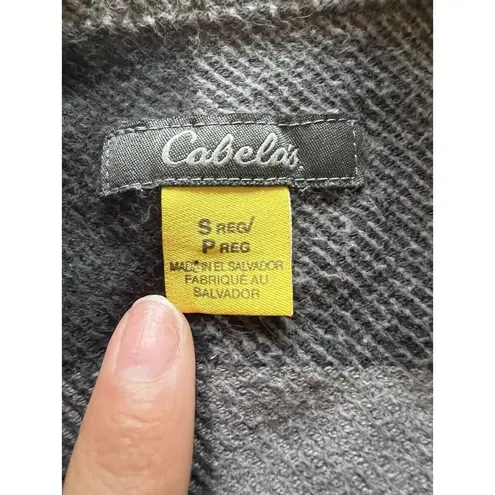 Cabela's
S REG/
P REG
MADE IN EL SALVADOR
FABRIQUÉ AU
SALVADOR